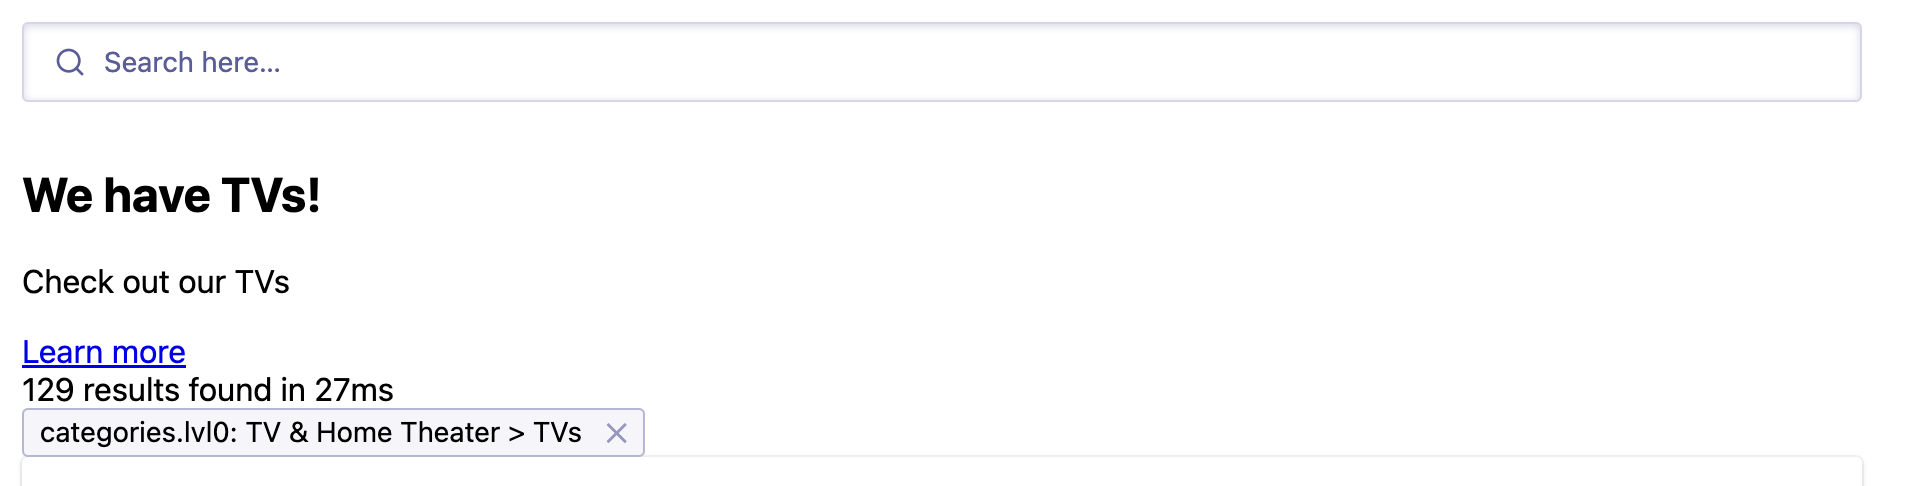 Search here...
We have TVs!
Check out our TVs
Learn more
129 results found in 27ms
categories.lvl0: TV & Home Theater > TVs